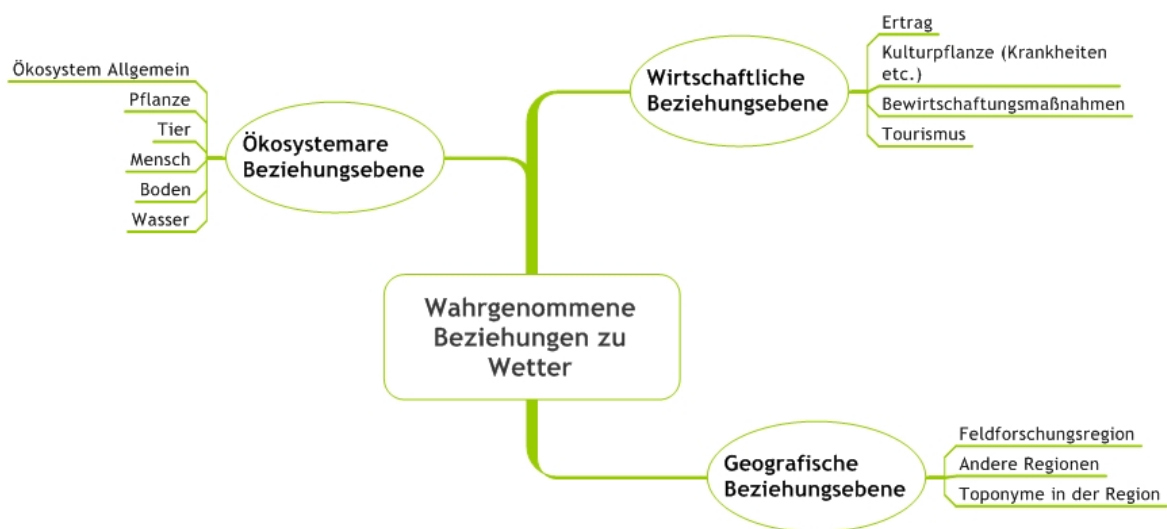 Ökosystem Allgemein
Pflanze
Tier
Mensch
Boden
Wasser
Ökosystemare
Beziehungsebene
Wirtschaftliche
Beziehungsebene
Ertrag
Kulturpflanze (Krankheiten
etc.)
Bewirtschaftungsmaßnahmen
Tourismus
Wahrgenommene
Beziehungen zu
Wetter
Geografische
Beziehungsebene
Feldforschungsregion
Andere Regionen
Toponyme in der Region